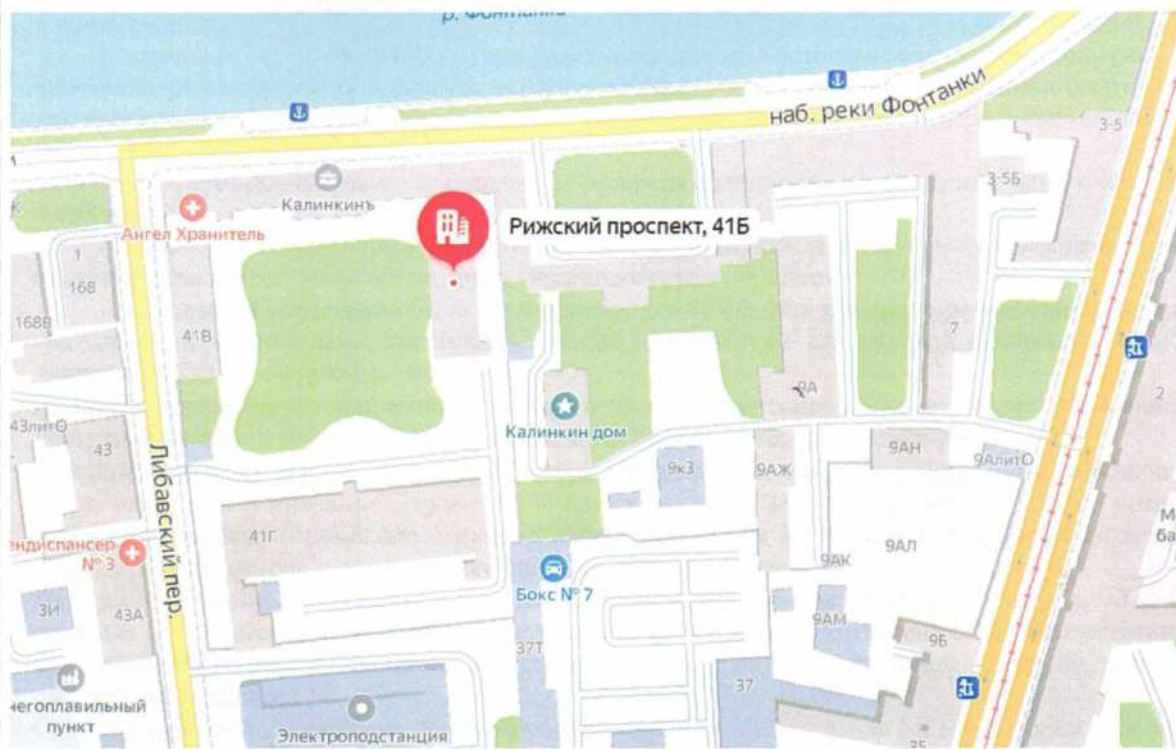 р. Фонтанка
наб. реки Фонтанки
3-5
3-5Б
Калинкинъ
Ангел Хранитель
Рижский проспект, 41Б
1
16В
168В
41В
7
9А
2
Калинкин дом
43литО
43
9к3
9АЖ
9АН
9АлитО
Либавский пер.
41Г
№ 3
Бокс № 7
9АЛ
9АК
3И
43А
9АМ
9Б
37Т
37
пункт
Электроподстанция